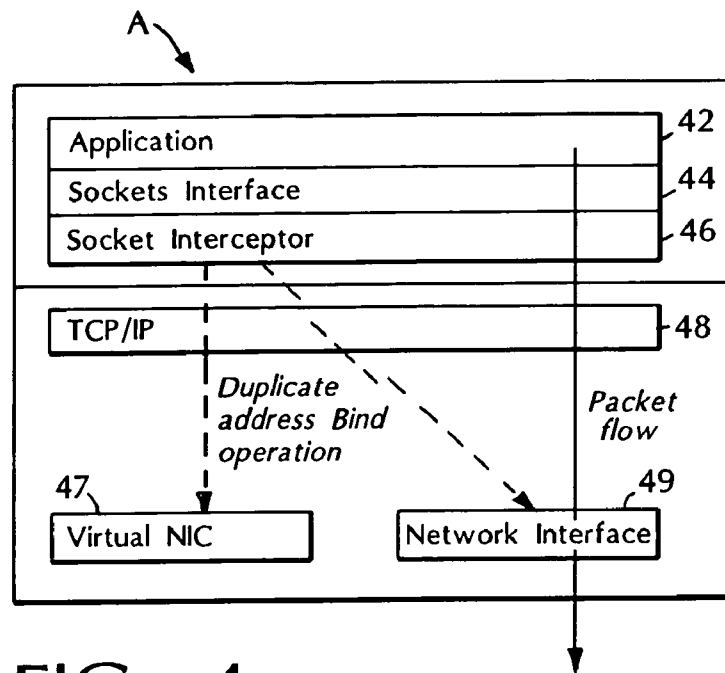 A
Application
42
Sockets Interface
44
Socket Interceptor
46
TCP/IP
48
Duplicate
address Bind
operation
Packet
flow
47
Virtual NIC
49
Network Interface